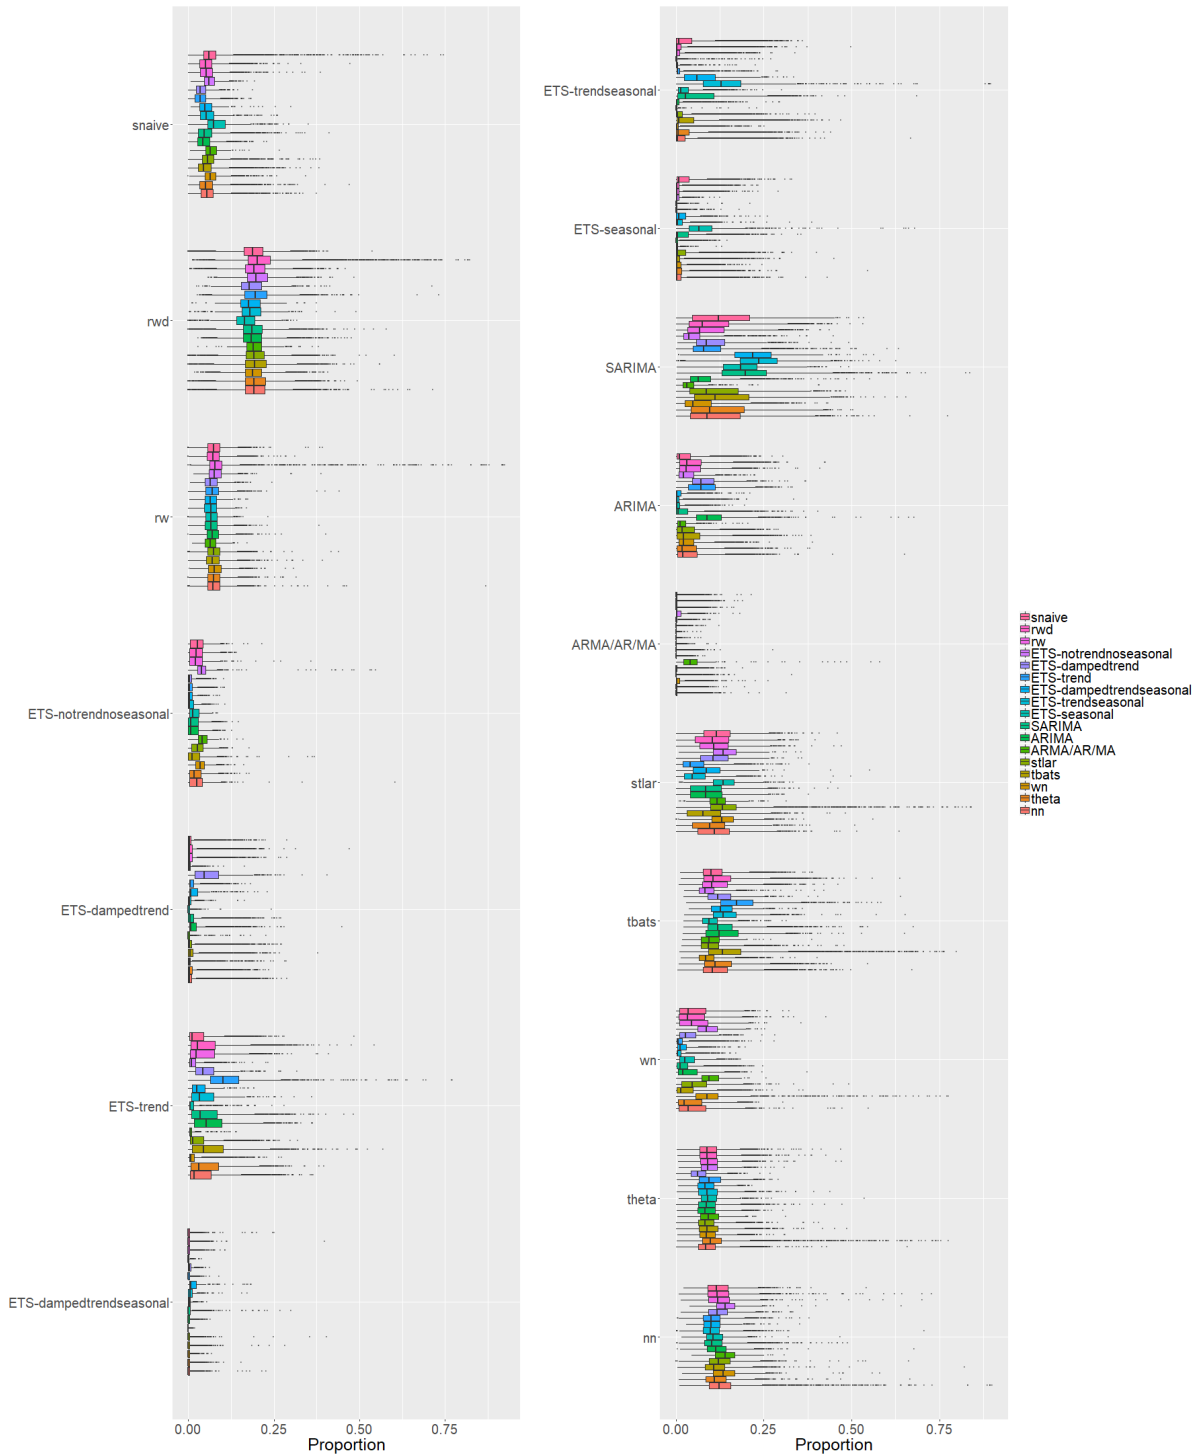 snaive
rwd
rw
ETS-notrendnoseasonal
ETS-dampedtrend
ETS-trend
ETS-dampedtrendseasonal
0.00 0.25 0.50 0.75
Proportion
ETS-trendseasonal
ETS-seasonal
SARIMA
ARIMA
ARMA/AR/MA
stlar
tbats
wn
theta
nn
0.00 0.25 0.50 0.75
Proportion
snaive
rwd
rw
ETS-notrendnoseasonal
ETS-dampedtrend
ETS-trend
ETS-dampedtrendseasonal
ETS-trendseasonal
ETS-seasonal
SARIMA
ARIMA
ARMA/AR/MA
stlar
tbats
wn
theta
nn